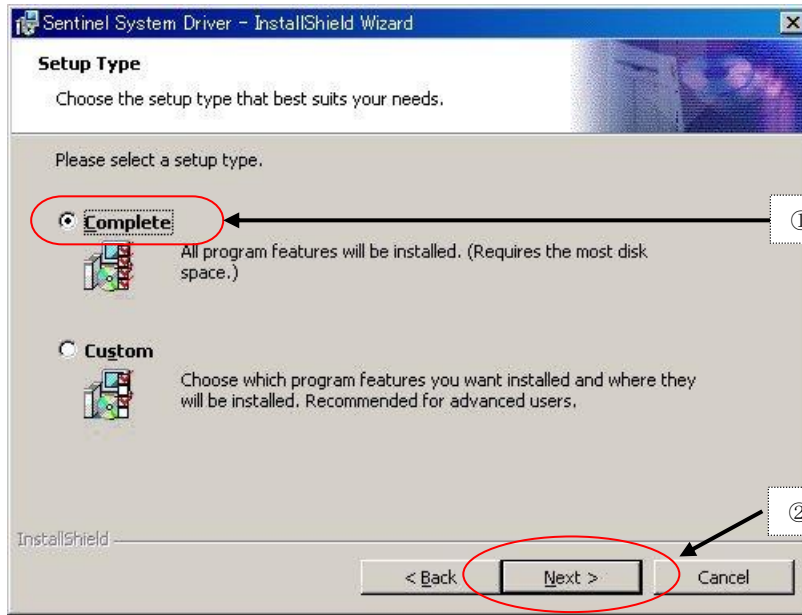 Sentinel System Driver - InstallShield Wizard
Setup Type
Choose the setup type that best suits your needs.
Please select a setup type.
Complete
①
All program features will be installed. (Requires the most disk
space.)
Custom
Choose which program features you want installed and where they
will be installed. Recommended for advanced users.
②
InstallShield
< Back
Next >
Cancel